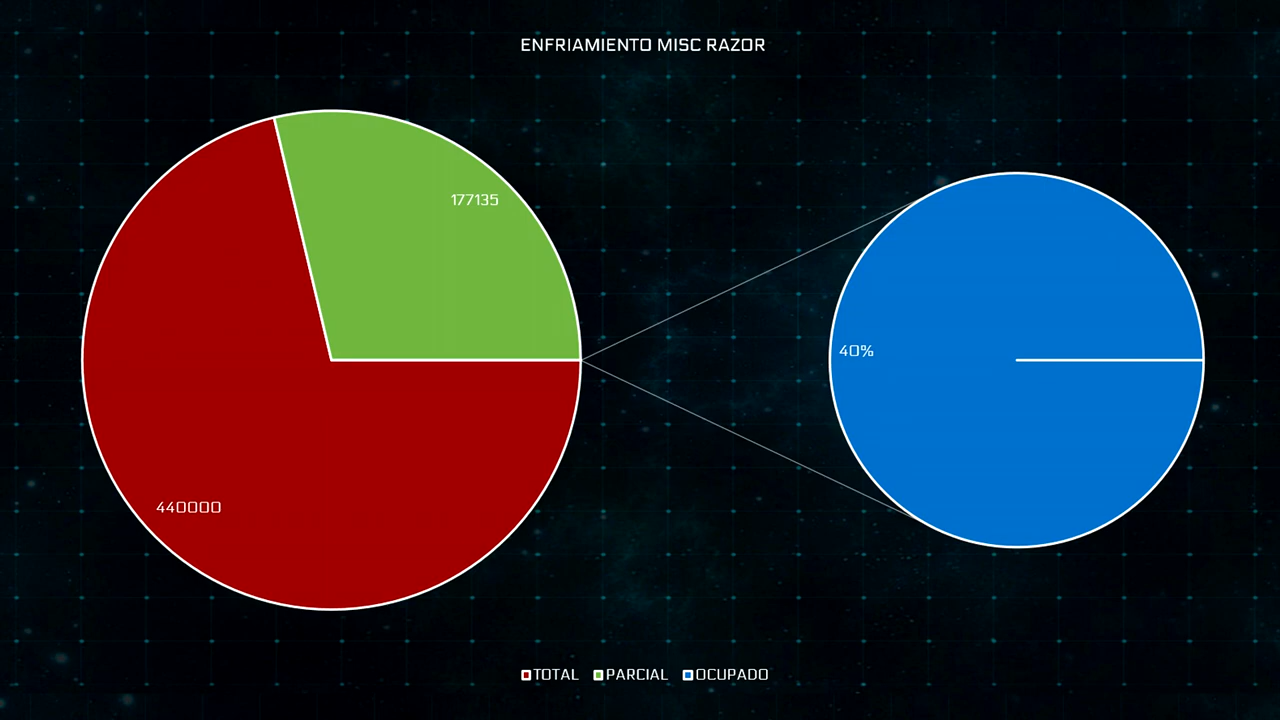 ENFRIAMIENTO MISC RAZOR
177135
40%
440000
TOTAL PARCIAL OCUPADO